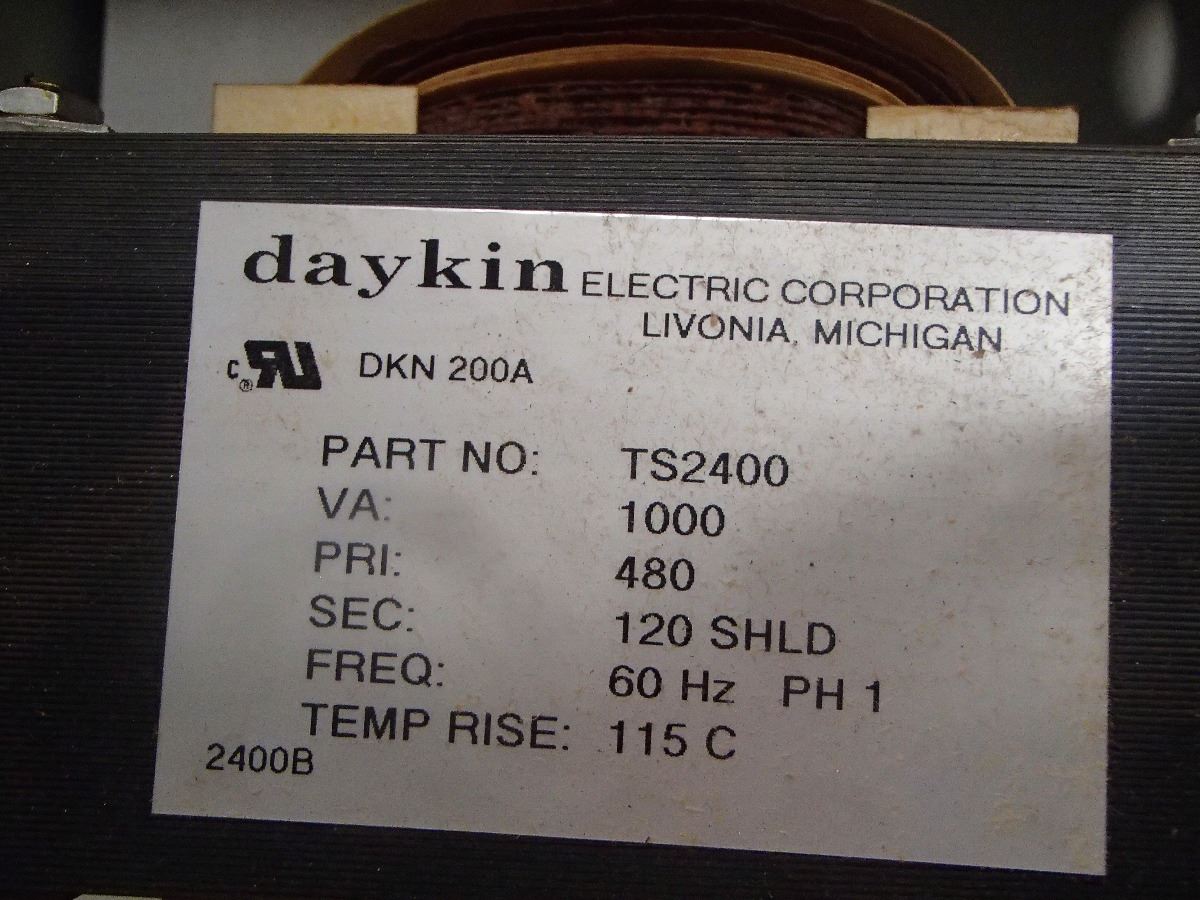 daykin ELECTRIC CORPORATION
LIVONIA, MICHIGAN
c RU ® DKN 200A
PART NO: TS2400
VA: 1000
PRI: 480
SEC: 120 SHLD
FREQ: 60 Hz PH 1
TEMP RISE: 115 C
2400B